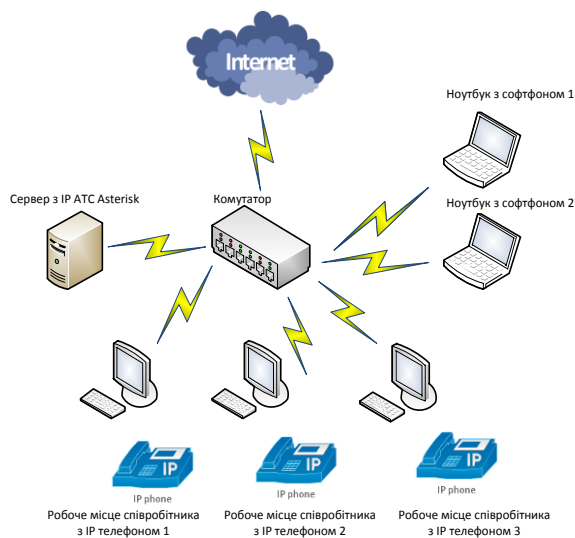 Internet
Ноутбук з софтфоном 1
Сервер з IP АТС Asterisk
Комутатор
Ноутбук з софтфоном 2
IP
IP
IP
IP phone
IP phone
IP phone
Робоче місце співробітника
з IP телефоном 1
Робоче місце співробітника
з IP телефоном 2
Робоче місце співробітника
з IP телефоном 3